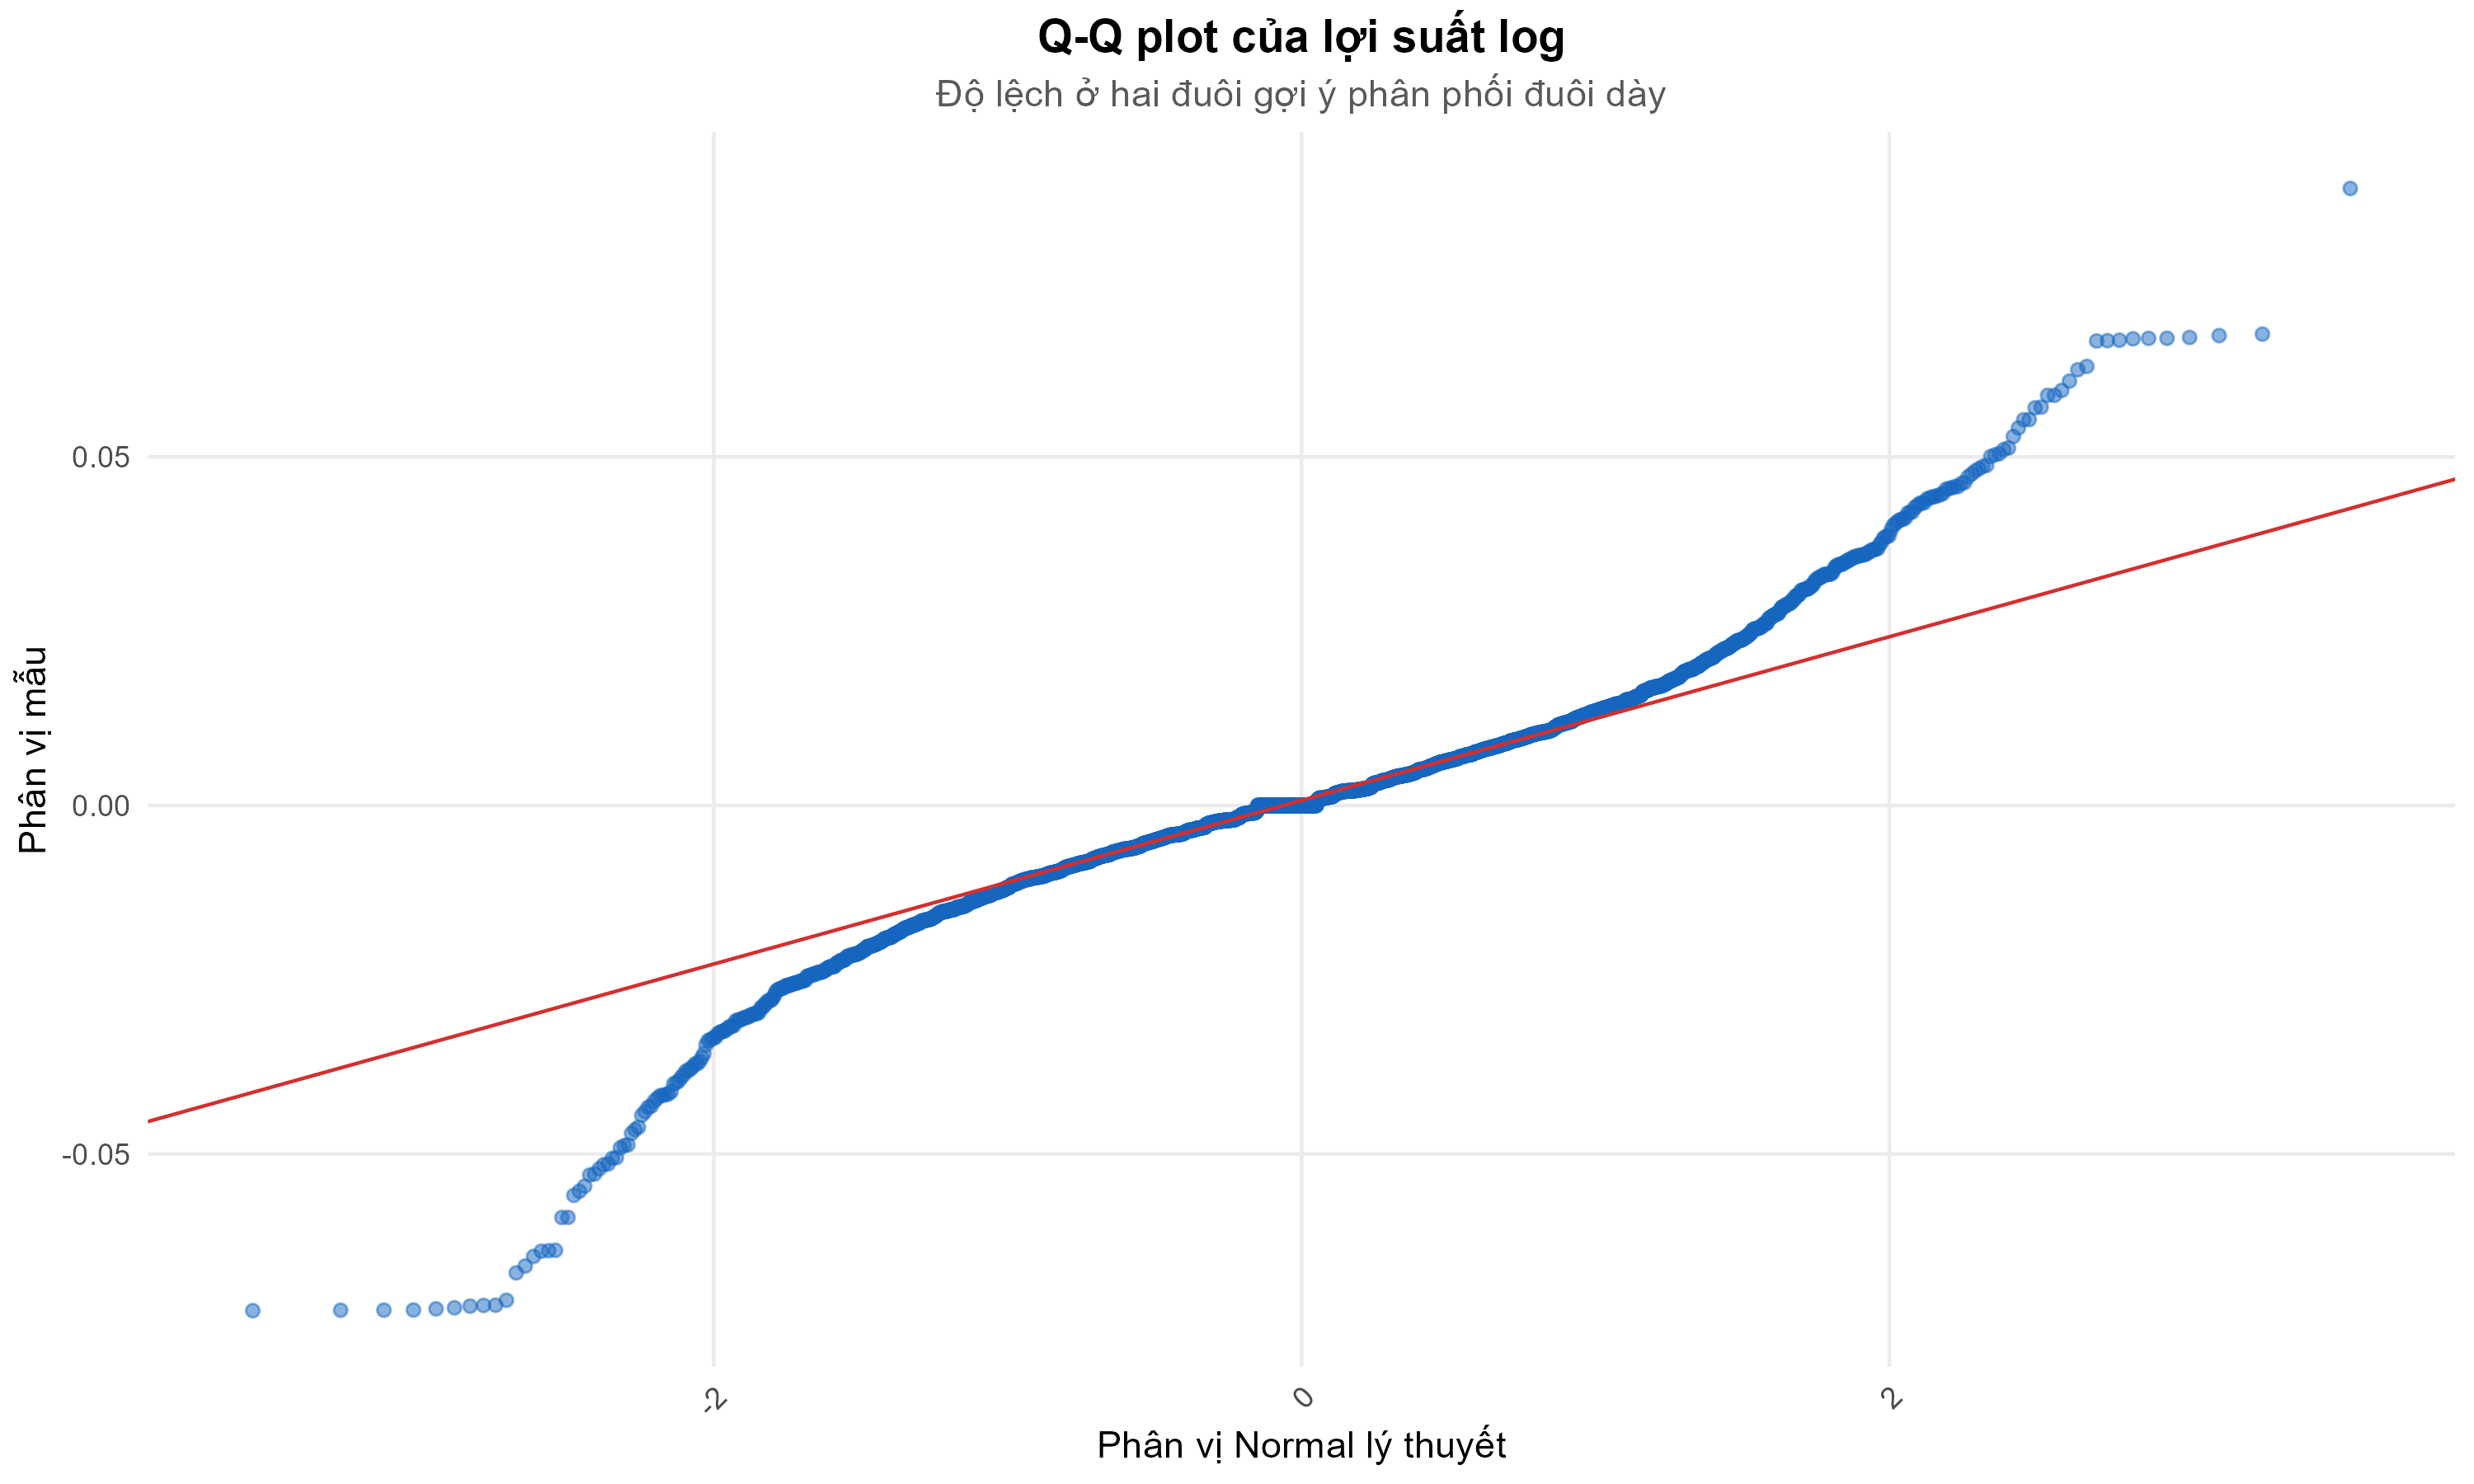 Q-Q plot của lợi suất log
Độ lệch ở hai đuôi gợi ý phân phối đuôi dày
Phân vị mẫu
0.05
0.00
-0.05
-2
0
2
Phân vị Normal lý thuyết